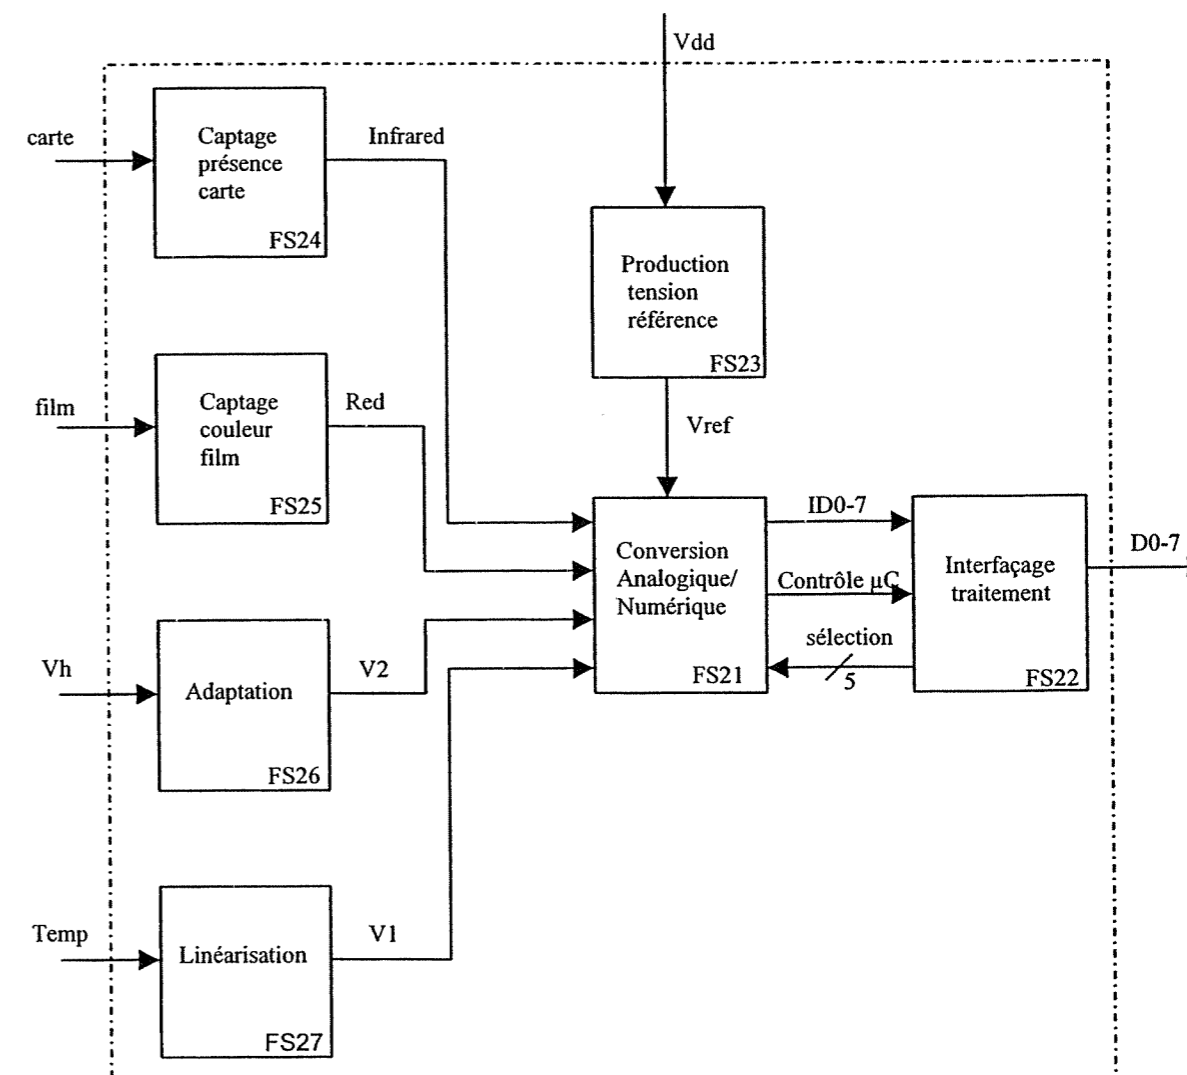 Vdd
carte
Captage
présence
carte
FS24
Infrared
Production
tension
référence
FS23
film
Captage
couleur
film
FS25
Red
Vref
Conversion
Analogique/
Numérique
FS21
ID0-7
Contrôle µC
sélection
5
Interfaçage
traitement
FS22
D0-7
Vh
Adaptation
FS26
V2
Temp
Linéarisation
FS27
V1